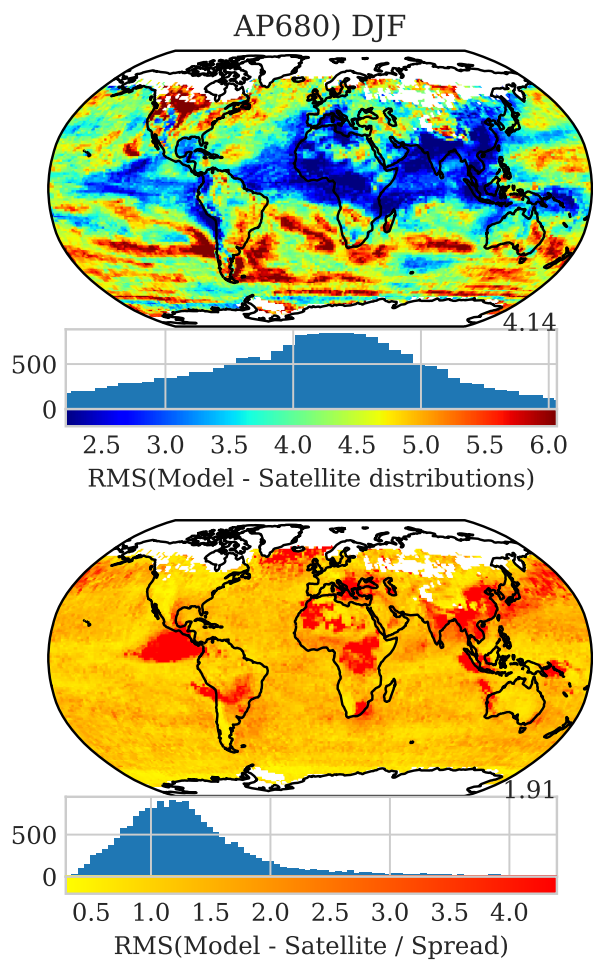 AP680) DJF
4.14
500
0
2.5 3.0 3.5 4.0 4.5 5.0 5.5 6.0
RMS(Model - Satellite distributions)
1.91
500
0
0.5 1.0 1.5 2.0 2.5 3.0 3.5 4.0
RMS(Model - Satellite / Spread)